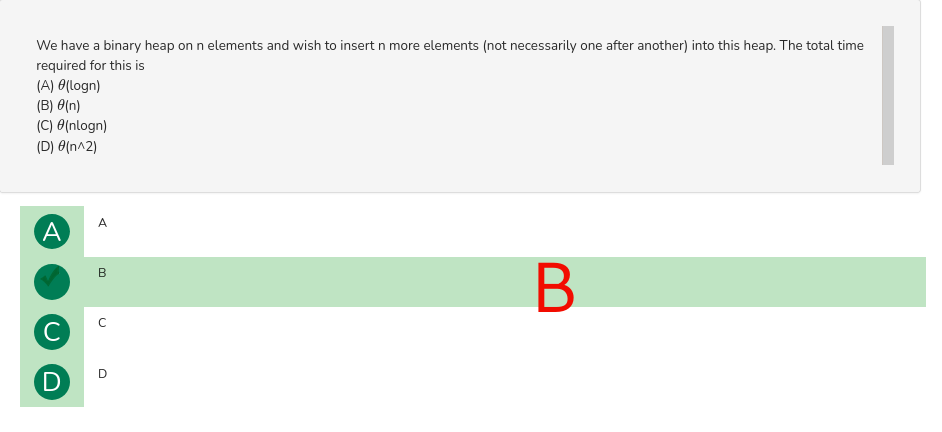 We have a binary heap on n elements and wish to insert n more elements (not necessarily one after another) into this heap. The total time
required for this is
(A) θ(logn)
(B) θ(n)
(C) θ(nlogn)
(D) θ(n^2)
A A
B B
C C
D D